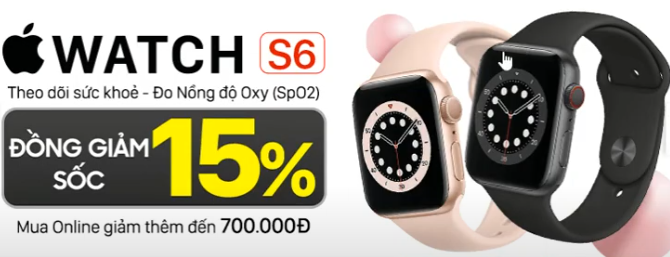 WATCH S6
Theo dõi sức khoẻ - Đo Nồng độ Oxy (SpO2)
ĐỒNG GIẢM
SỐC
15%
Mua Online giảm thêm đến 700.000Đ